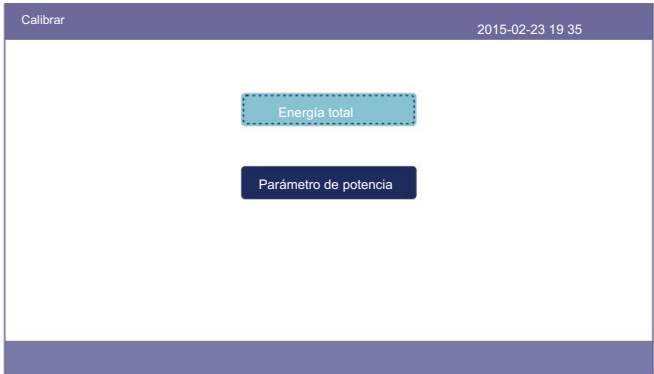 Calibrar
2015-02-23 19 35
Energía total
Parámetro de potencia